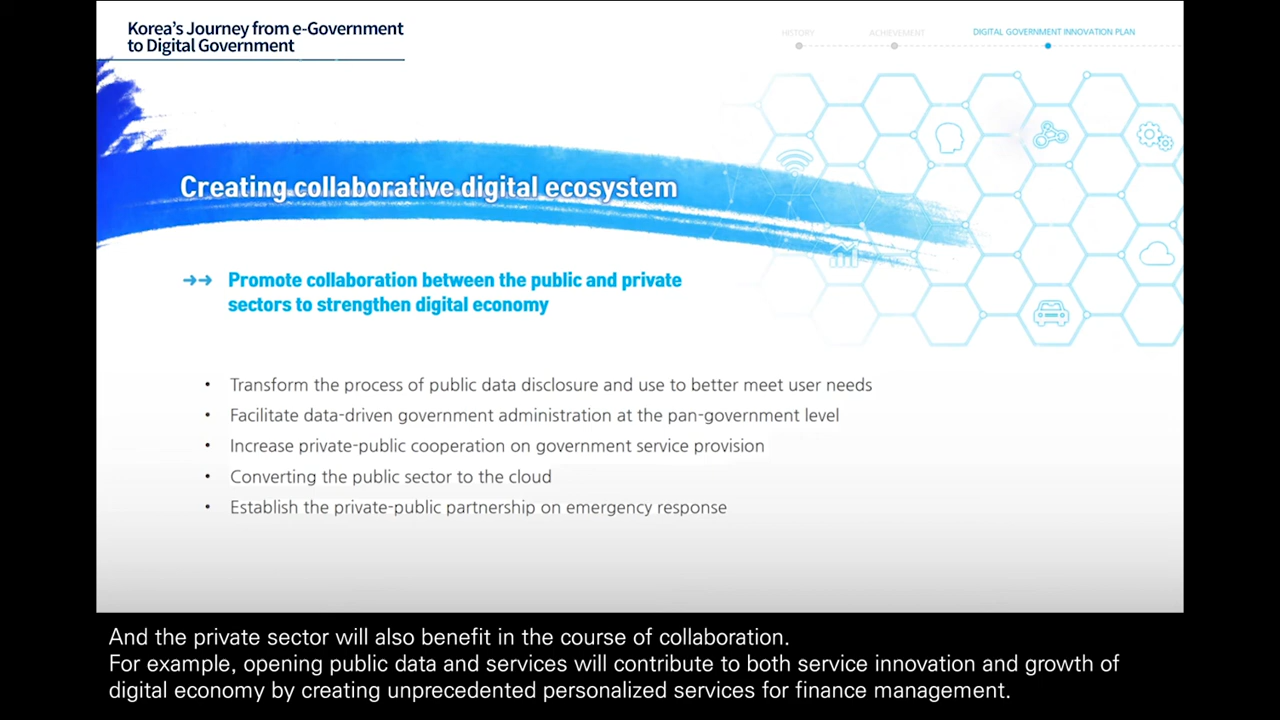 Korea's Journey from e-Government
to Digital Government
HISTORY
ACHIEVEMENT
DIGITAL GOVERNMENT INNOVATION PLAN
Creating collaborative digital ecosystem
Promote collaboration between the public and private
sectors to strengthen digital economy
• Transform the process of public data disclosure and use to better meet user needs
• Facilitate data-driven government administration at the pan-government level
• Increase private-public cooperation on government service provision
• Converting the public sector to the cloud
• Establish the private-public partnership on emergency response
And the private sector will also benefit in the course of collaboration.
For example, opening public data and services will contribute to both service innovation and growth of
digital economy by creating unprecedented personalized services for finance management.